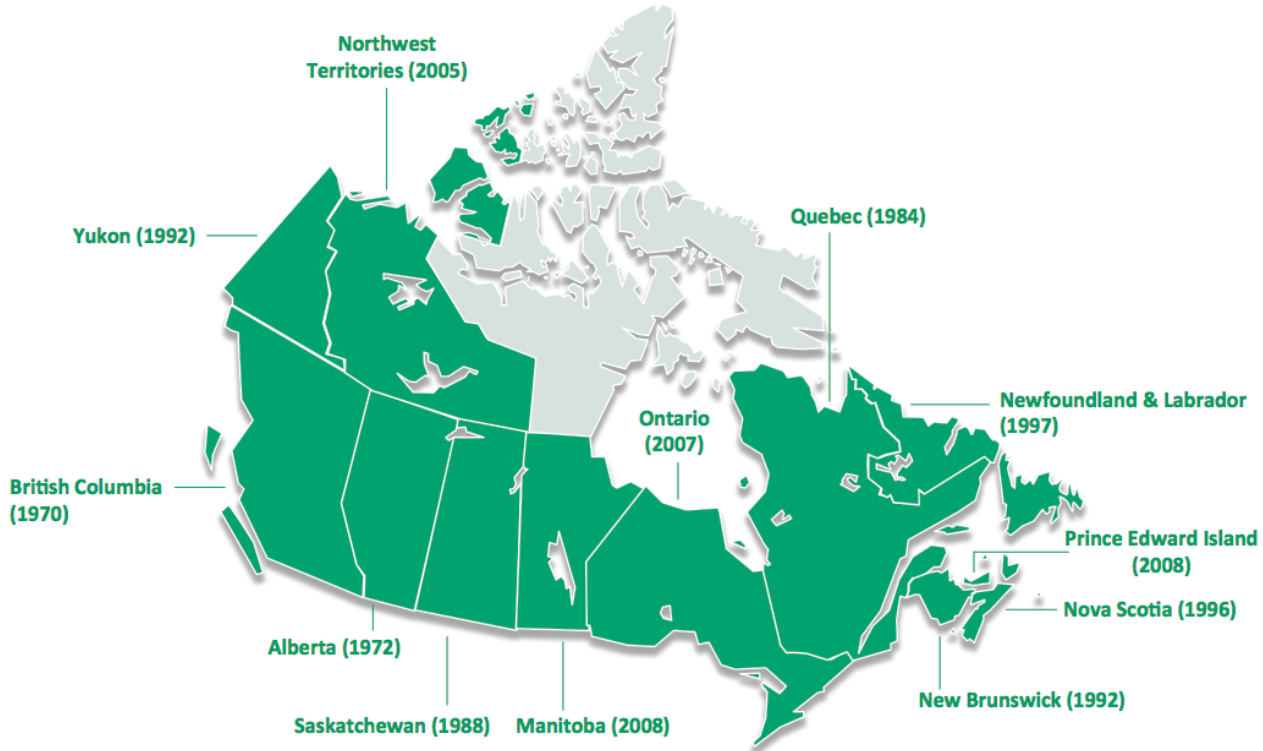 Northwest
Territories (2005)
Yukon (1992)
Quebec (1984)
Newfoundland & Labrador
(1997)
Ontario
(2007)
British Columbia
(1970)
Prince Edward Island
(2008)
Nova Scotia (1996)
Alberta (1972)
New Brunswick (1992)
Saskatchewan (1988)
Manitoba (2008)